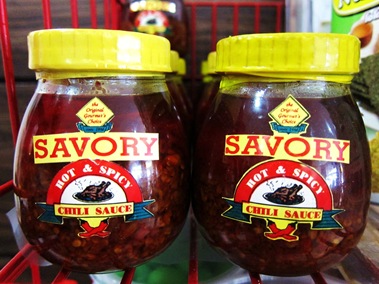 the
Original
Gourmet's
Choice
SAVORY
HOT & SPICY
CHILI SAUCE
the
Original
Gourmet's
Choice
SAVORY
HOT & SPICY
CHILI SAUCE